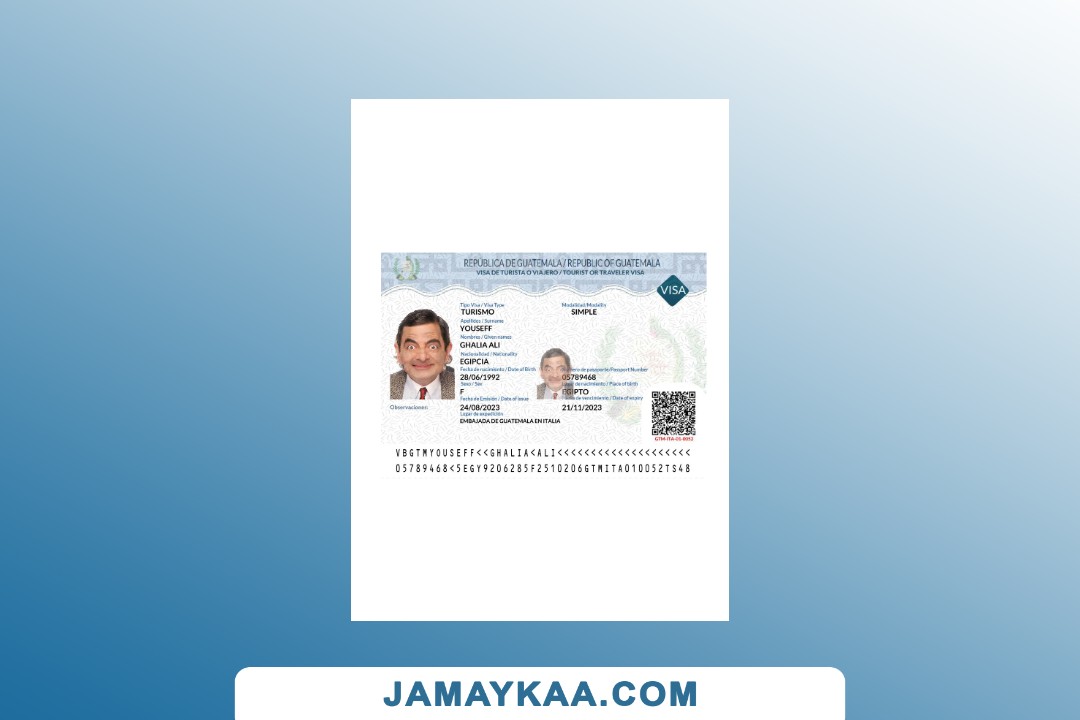 REPÚBLICA DE GUATEMALA / REPUBLIC OF GUATEMALA
VISA DE TURISTA O VIAJERO / TOURIST OR TRAVELER VISA
VISA
Tipo Visa / Visa Type
TURISMO
Modalidad/Modality
SIMPLE
Apellidos / Surname
YOUSEFF
Nombres / Given names
GHALIA ALI
Nacionalidad / Nationality
EGIPCIA
Fecha de nacimiento / Date of Birth
28/06/1992
de pasaporte/Passport Number
05789468
Sexo / Sex
F
Lugar de nacimiento / Place of birth
EGIPTO
Fecha de Emisión / Date of issue
24/08/2023
Fecha de vencimiento / Date of expiry
21/11/2023
Observaciones:
Lugar de expedición
EMBAJADA DE GUATEMALA EN ITALIA
VBGTMYOUSEFF<<GHALIA<ALI<<<<<<<<<<<<<<<<<<<<
05789468<5EGY9206285F2510206GTMITA010052TS48
JAMAYKAA.COM